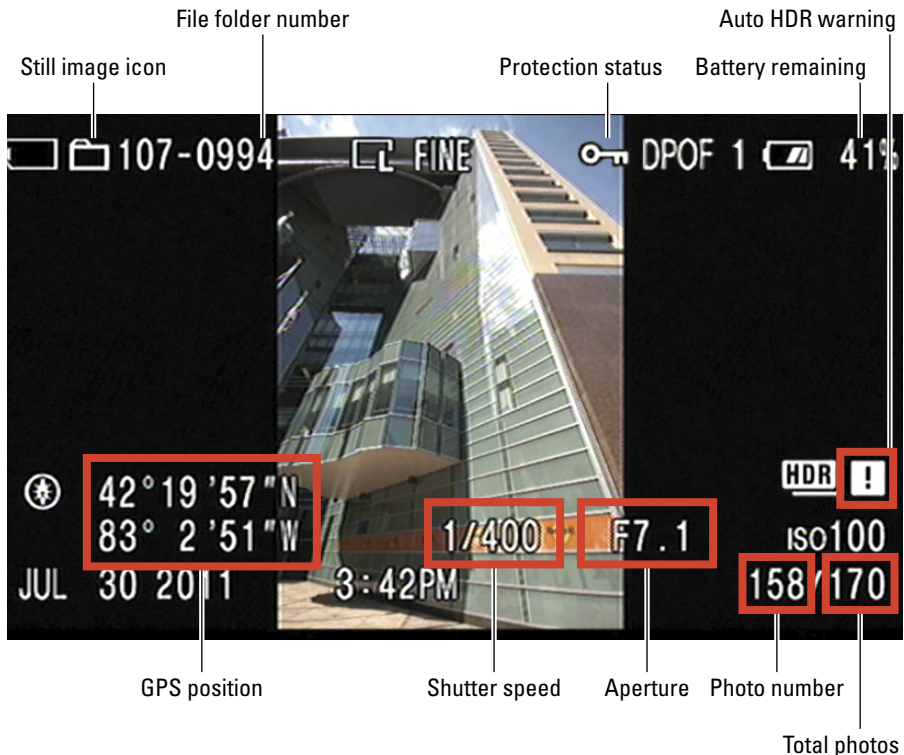 File folder number
Auto HDR warning
Still image icon
Protection status
Battery remaining
107-0994
L FINE
DPOF 1
41%
42°19'57"N
83° 2'51"W
1/400
F7.1
HDR !
ISO100
JUL 30 2011
3:42PM
158/170
GPS position
Shutter speed
Aperture
Photo number
Total photos